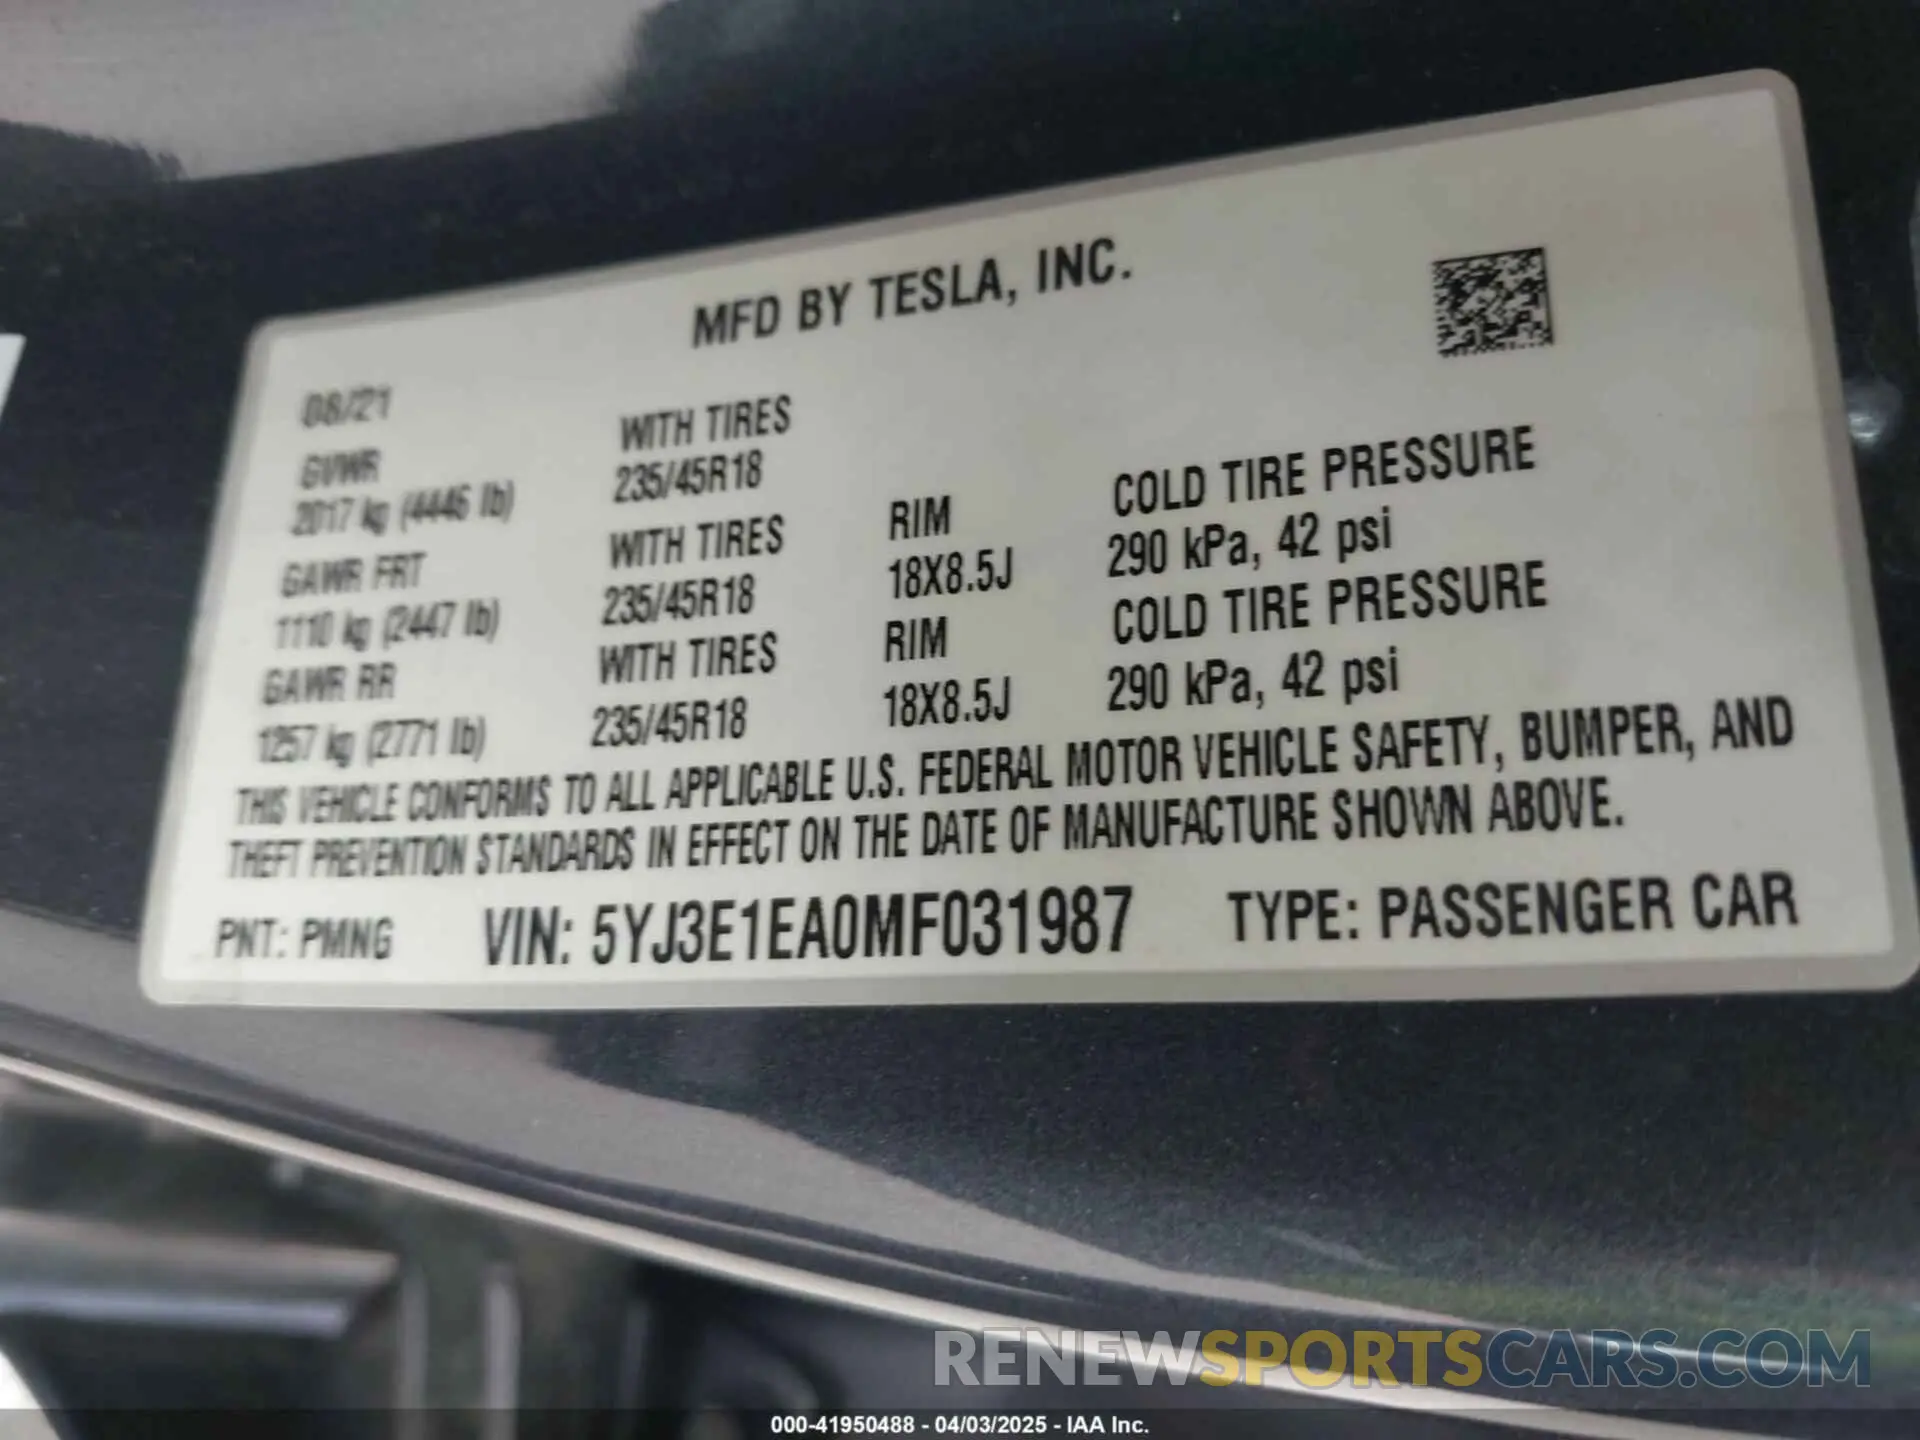 MFD BY TESLA, INC.
08/21
GVWR
2017 kg (4446 lb)
WITH TIRES
235/45R18
GAWR FRT
1110 kg (2447 lb)
WITH TIRES
235/45R18
RIM
18X8.5J
COLD TIRE PRESSURE
290 kPa, 42 psi
GAWR RR
1257 kg (2771 lb)
WITH TIRES
235/45R18
RIM
18X8.5J
COLD TIRE PRESSURE
290 kPa, 42 psi
THIS VEHICLE CONFORMS TO ALL APPLICABLE U.S. FEDERAL MOTOR VEHICLE SAFETY, BUMPER, AND
THEFT PREVENTION STANDARDS IN EFFECT ON THE DATE OF MANUFACTURE SHOWN ABOVE.
PNT: PMNG VIN: 5YJ3E1EA0MF031987 TYPE: PASSENGER CAR
RENEWSPORTSCARS.COM
000-41950488 - 04/03/2025 - IAA Inc.